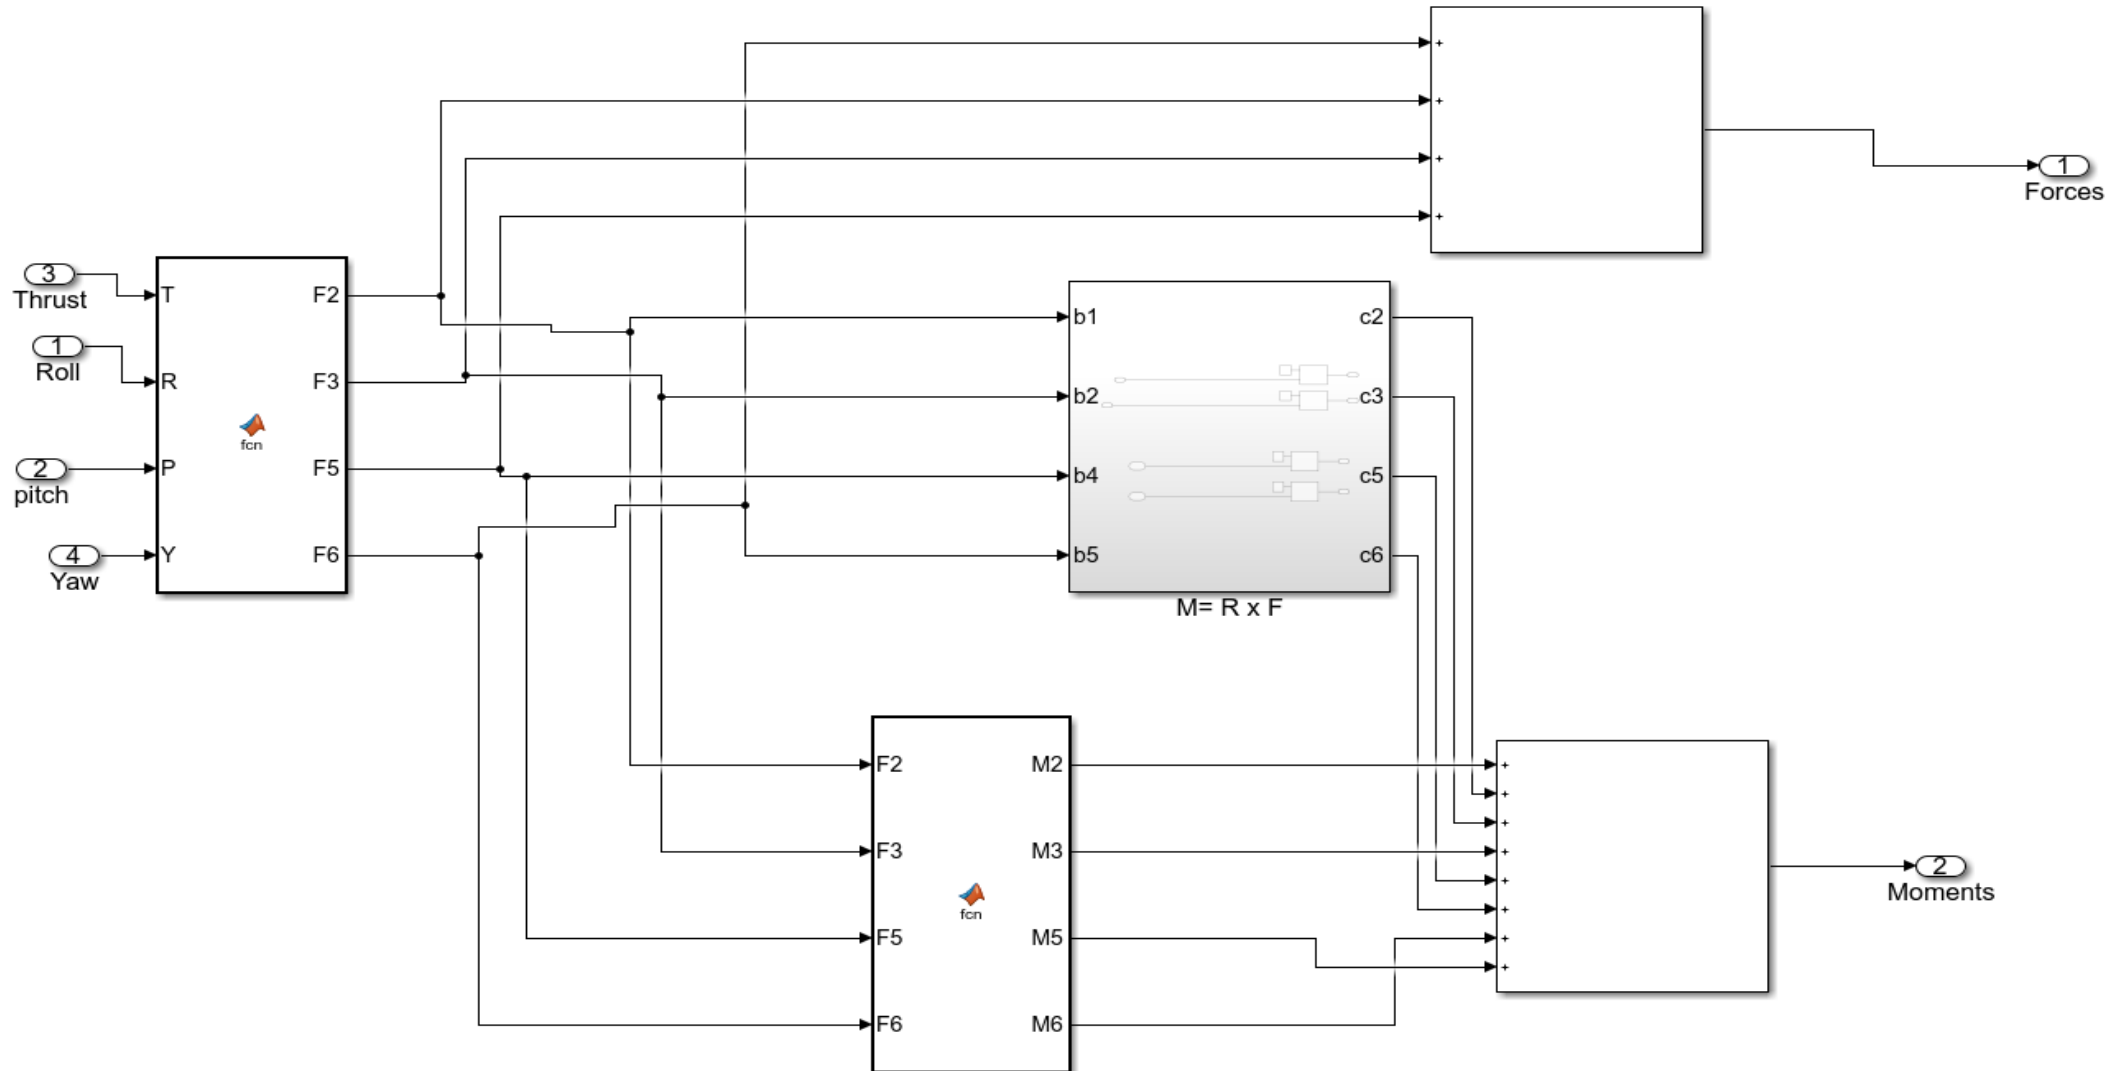 +
+
+
+
1
Forces
3
Thrust
1
Roll
2
pitch
4
Yaw
T
R
P
Y
fcn
F2
F3
F5
F6
b1
b2
b4
b5
c2
c3
c5
c6
M= R x F
F2
F3
F5
F6
fcn
M2
M3
M5
M6
+
+
+
+
+
+
+
+
2
Moments